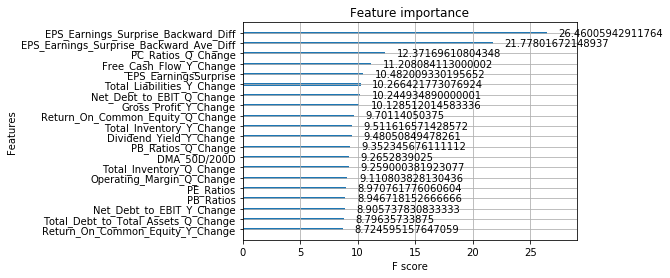 Feature importance
EPS_Earnings_Surprise_Backward_Diff 26.46005942911764
EPS_Earnings_Surprise_Backward_Ave_Diff 21.77801672148937
PC_Ratios_Q_Change 12.37169610804348
Free_Cash_Flow_Y_Change 11.208084113000002
EPS_EarningsSurprise 10.482009330195652
Total_Liabilities_Y_Change 10.266421773076924
Net_Debt_to_EBIT_Q_Change 10.244934890000001
Gross_Profit_Y_Change 10.128512014583336
Return_On_Common_Equity_Q_Change 9.70114050375
Total_Inventory_Y_Change 9.511616571428572
Dividend_Yield_Y_Change 9.48050849478261
PB_Ratios_Q_Change 9.352345676111112
DMA_50D/200D 9.2652839025
Total_Inventory_Q_Change 9.259000381923077
Operating_Margin_Q_Change 9.110803828130436
PE_Ratios 8.970761776060604
PB_Ratios 8.946718152666666
Net_Debt_to_EBIT_Y_Change 8.905737830833333
Total_Debt_to_Total_Assets_Q_Change 8.79635733875
Return_On_Common_Equity_Y_Change 8.724595157647059
Features
0 5 10 15 20 25
F score